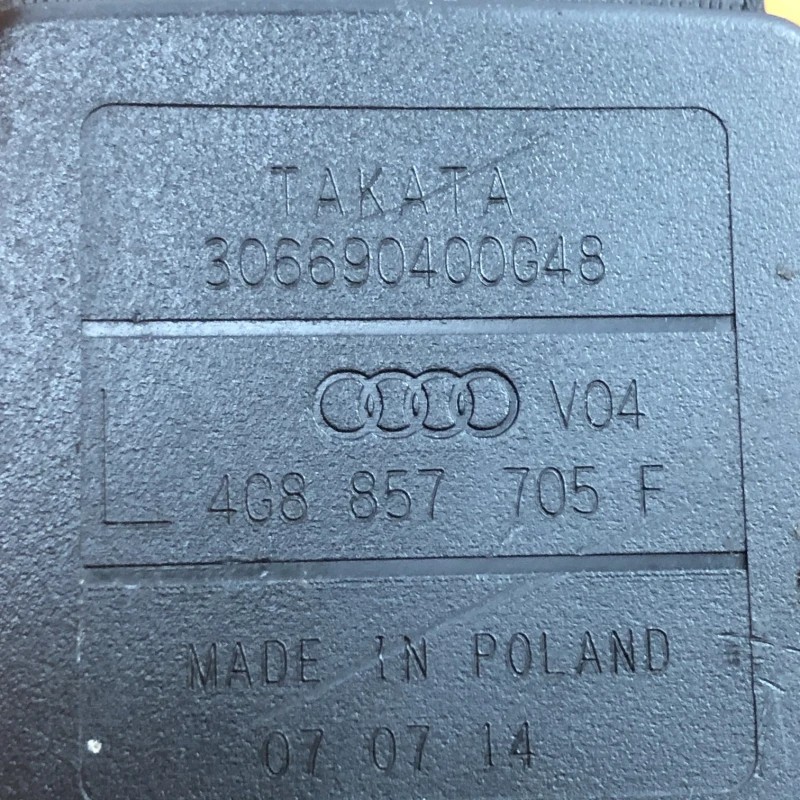 TAKATA
306690400G48
V04
L 4G8 857 705 F
MADE IN POLAND
07 07 14